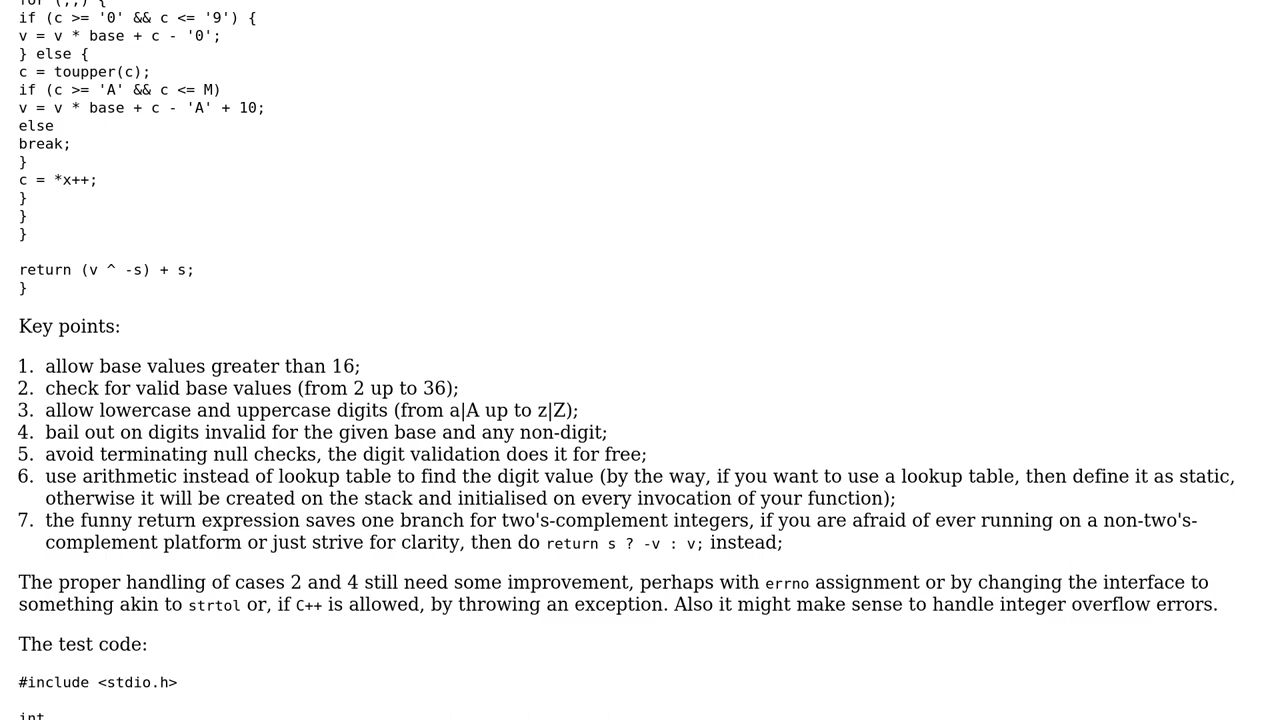 for (;;) {
if (c >= '0' && c <= '9') {
v = v * base + c - '0';
} else {
c = toupper(c);
if (c >= 'A' && c <= M)
v = v * base + c - 'A' + 10;
else
break;
}
c = *x++;
}
}
}
return (v ^ -s) + s;
}
Key points:
1. allow base values greater than 16;
2. check for valid base values (from 2 up to 36);
3. allow lowercase and uppercase digits (from a|A up to z|Z);
4. bail out on digits invalid for the given base and any non-digit;
5. avoid terminating null checks, the digit validation does it for free;
6. use arithmetic instead of lookup table to find the digit value (by the way, if you want to use a lookup table, then define it as static,
otherwise it will be created on the stack and initialised on every invocation of your function);
7. the funny return expression saves one branch for two's-complement integers, if you are afraid of ever running on a non-two's-
complement platform or just strive for clarity, then do return s ? -v : v; instead;
The proper handling of cases 2 and 4 still need some improvement, perhaps with errno assignment or by changing the interface to
something akin to strtol or, if C++ is allowed, by throwing an exception. Also it might make sense to handle integer overflow errors.
The test code:
#include <stdio.h>
int